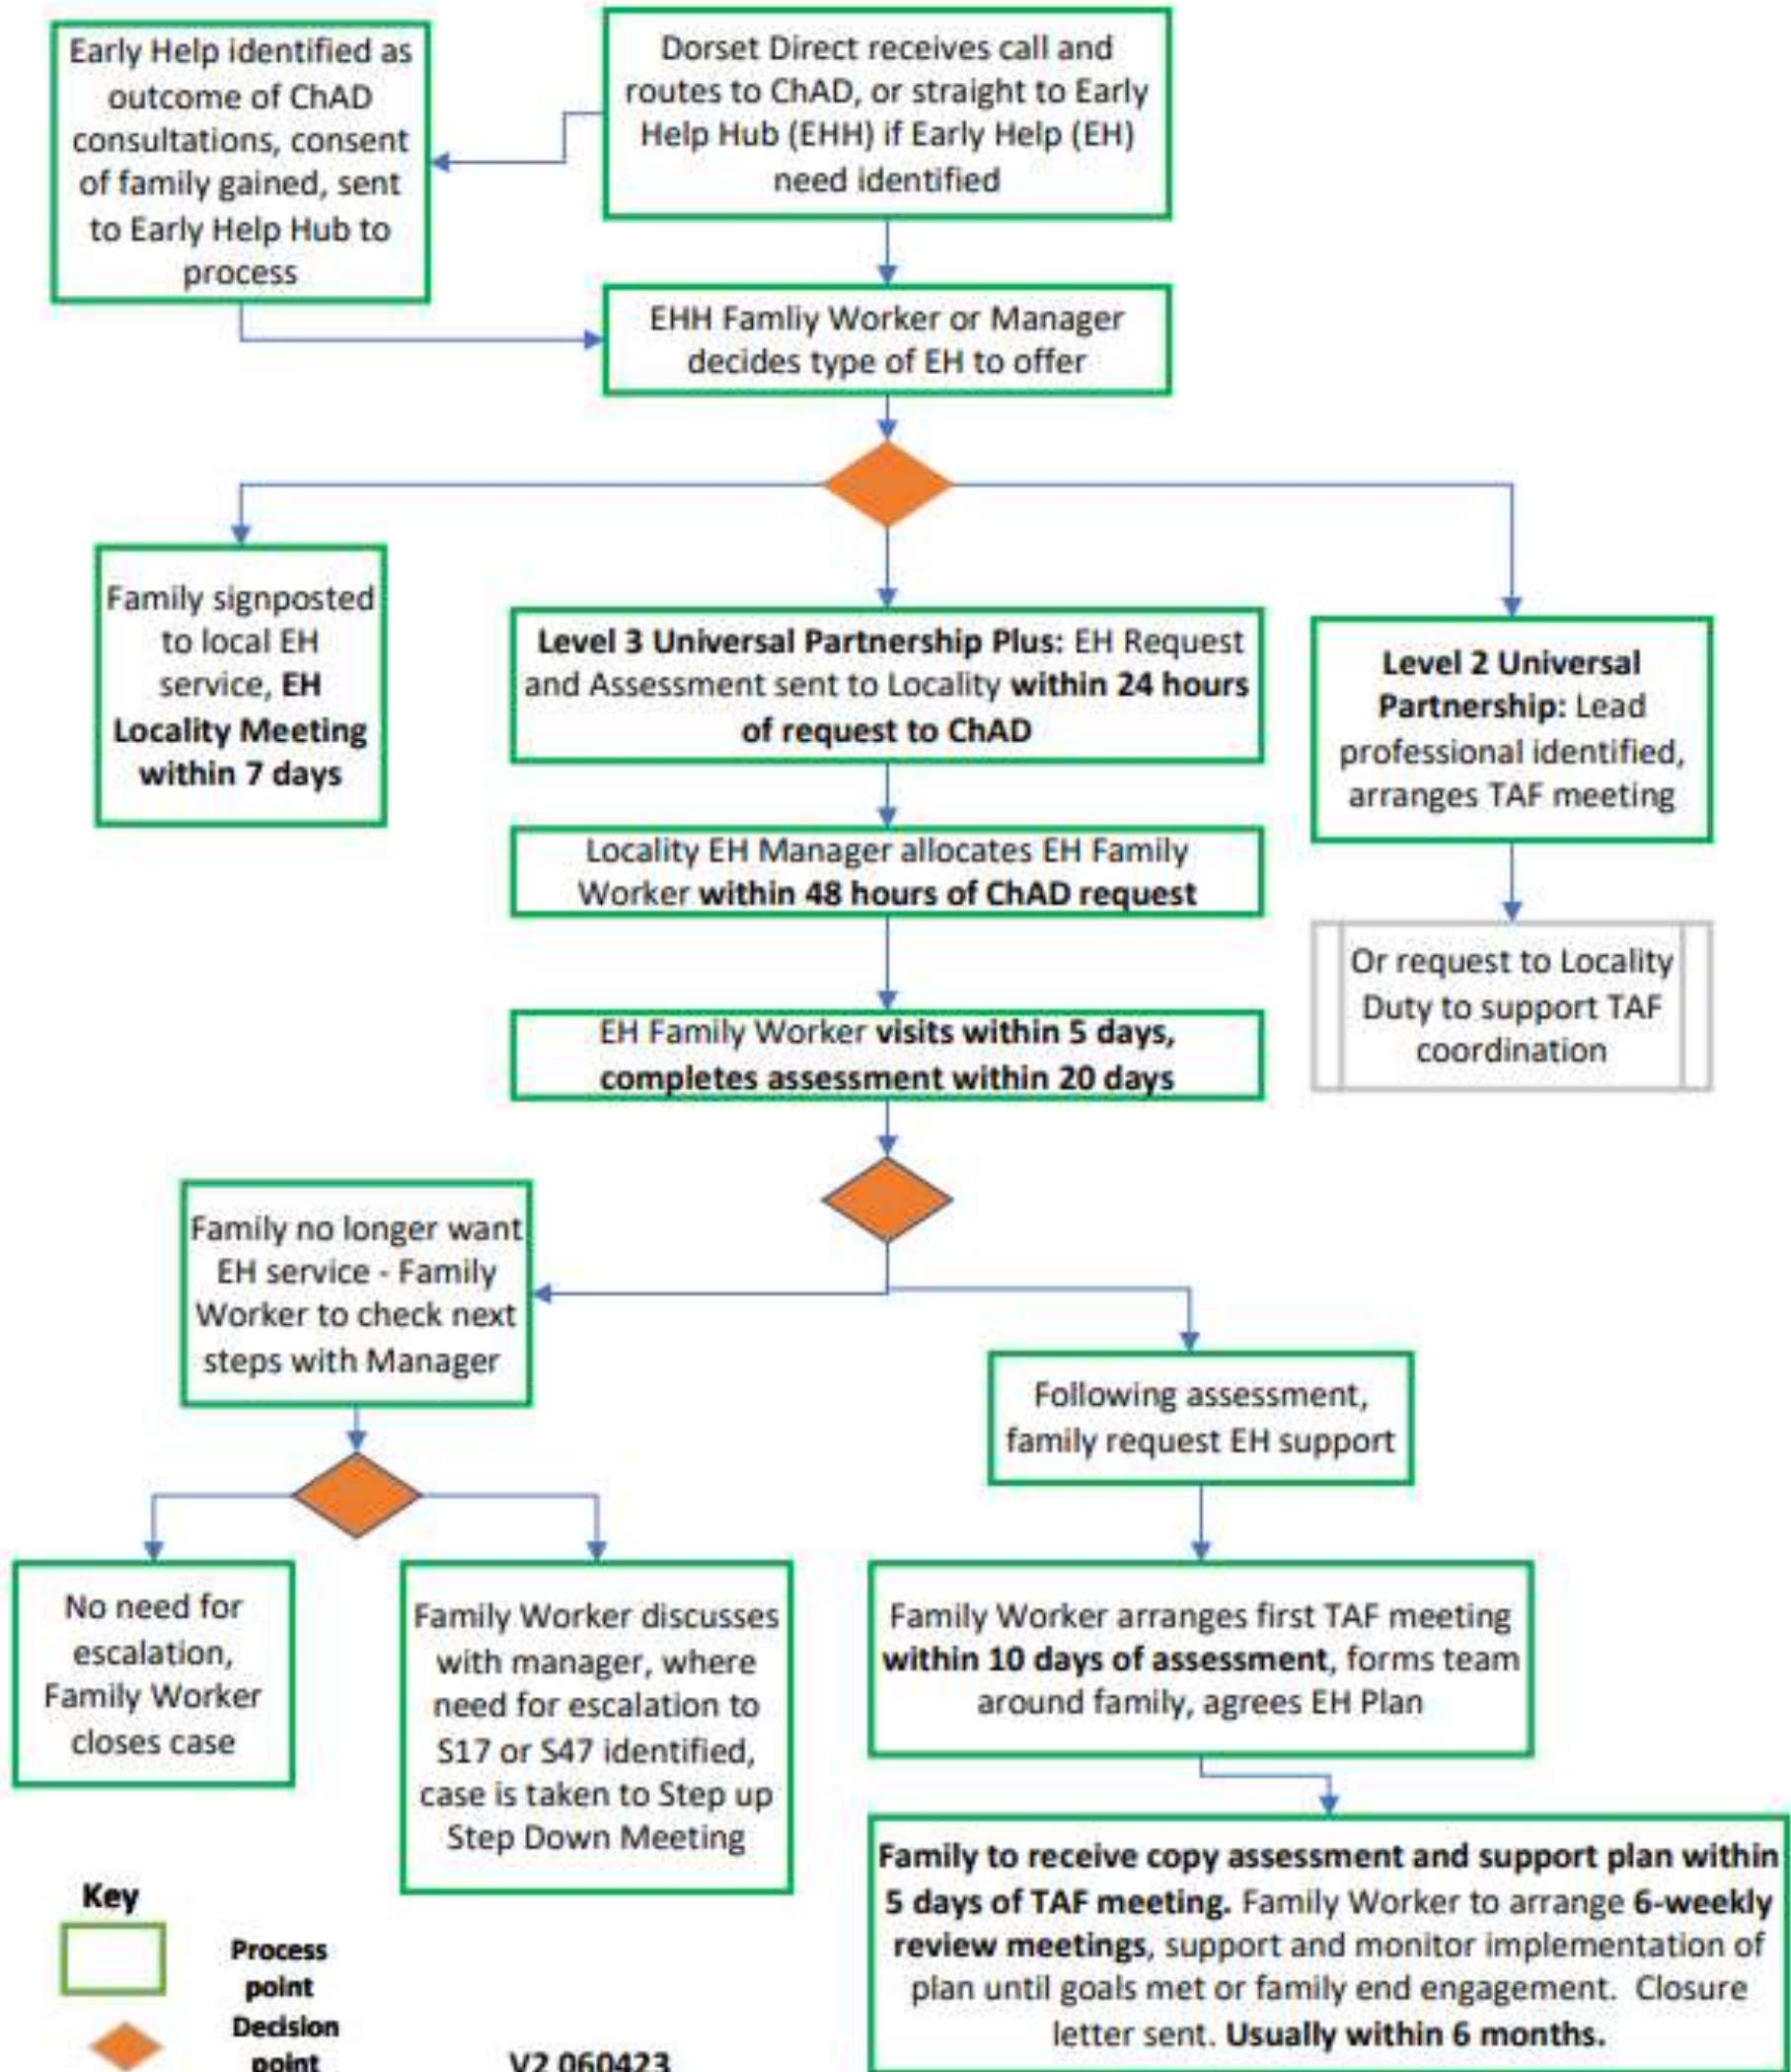 Early Help identified as
outcome of ChAD
consultations, consent
of family gained, sent
to Early Help Hub to
process
Dorset Direct receives call and
routes to ChAD, or straight to Early
Help Hub (EHH) if Early Help (EH)
need identified
EHH Famliy Worker or Manager
decides type of EH to offer
Family signposted
to local EH
service, EH
Locality Meeting
within 7 days
Level 3 Universal Partnership Plus: EH Request
and Assessment sent to Locality within 24 hours
of request to ChAD
Level 2 Universal
Partnership: Lead
professional identified,
arranges TAF meeting
Locality EH Manager allocates EH Family
Worker within 48 hours of ChAD request
Or request to Locality
Duty to support TAF
coordination
EH Family Worker visits within 5 days,
completes assessment within 20 days
Family no longer want
EH service - Family
Worker to check next
steps with Manager
Following assessment,
family request EH support
No need for
escalation,
Family Worker
closes case
Family Worker discusses
with manager, where
need for escalation to
S17 or S47 identified,
case is taken to Step up
Step Down Meeting
Family Worker arranges first TAF meeting
within 10 days of assessment, forms team
around family, agrees EH Plan
Family to receive copy assessment and support plan within
5 days of TAF meeting. Family Worker to arrange 6-weekly
review meetings, support and monitor implementation of
plan until goals met or family end engagement. Closure
letter sent. Usually within 6 months.
Key
Process
point
Decision
point
V2 060423